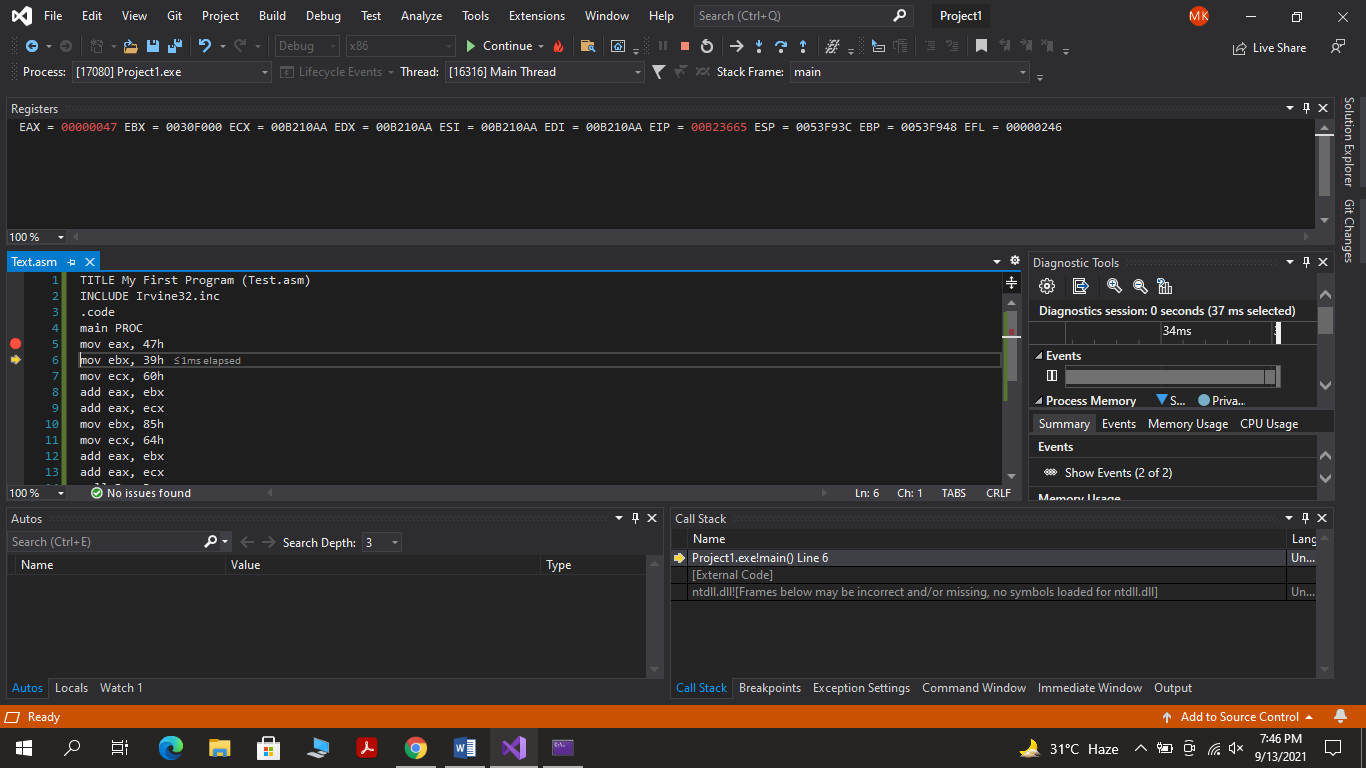 File Edit View Git Project Build Debug Test Analyze Tools Extensions Window Help Search (Ctrl+Q) Project1 MK
Debug x86 Continue Live Share
Process: [17080] Project1.exe Lifecycle Events Thread: [16316] Main Thread Stack Frame: main
Registers
EAX = 00000047 EBX = 0030F000 ECX = 00B210AA EDX = 00B210AA ESI = 00B210AA EDI = 00B210AA EIP = 00B23665 ESP = 0053F93C EBP = 0053F948 EFL = 00000246
100 %
Solution Explorer
Git Changes
Text.asm
1 TITLE My First Program (Test.asm)
2 INCLUDE Irvine32.inc
3 .code
4 main PROC
5 mov eax, 47h
6 mov ebx, 39h ≤1ms elapsed
7 mov ecx, 60h
8 add eax, ebx
9 add eax, ecx
10 mov ebx, 85h
11 mov ecx, 64h
12 add eax, ebx
13 add eax, ecx
100 % No issues found Ln: 6 Ch: 1 TABS CRLF
Diagnostic Tools
Diagnostics session: 0 seconds (37 ms selected)
34ms
Events
Process Memory S... Priva...
Summary Events Memory Usage CPU Usage
Events
Show Events (2 of 2)
Memory Usage
Autos
Search (Ctrl+E) Search Depth: 3
Name Value Type
Autos Locals Watch 1
Call Stack
Name Lang
Project1.exe!main() Line 6 Un...
[External Code]
ntdll.dll![Frames below may be incorrect and/or missing, no symbols loaded for ntdll.dll] Un...
Call Stack Breakpoints Exception Settings Command Window Immediate Window Output
Ready Add to Source Control
31°C Haze 7:46 PM
9/13/2021